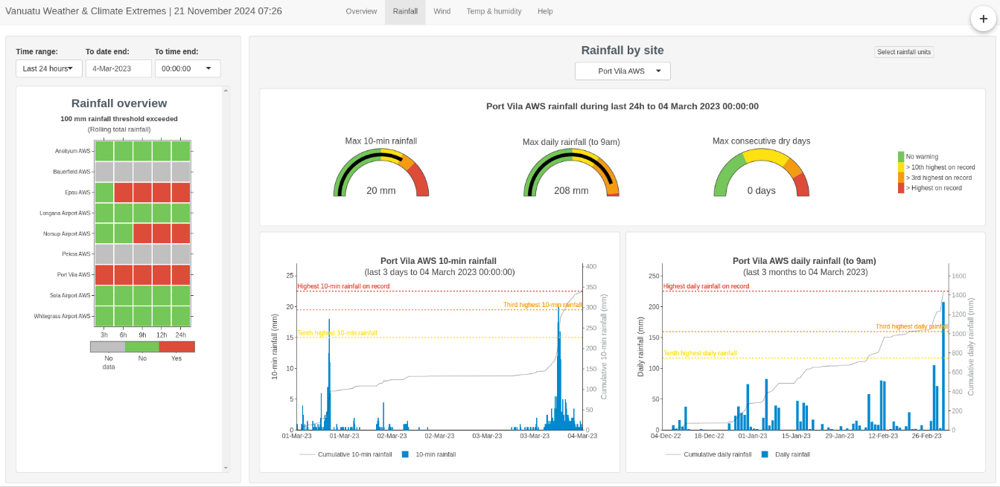 Vanuatu Weather & Climate Extremes | 21 November 2024 07:26
Overview
Rainfall
Wind
Temp & humidity
Help
+
Time range:
To date end:
To time end:
Last 24 hours
4-Mar-2023
00:00:00
Rainfall overview
100 mm rainfall threshold exceeded
(Rolling total rainfall)
Aneityum AWS
Bauerfield AWS
Epau AWS
Longana Airport AWS
Norsup Airport AWS
Pekoa AWS
Port Vila AWS
Sola Airport AWS
Whitegrass Airport AWS
3h 6h 9h 12h 24h
No data
No
Yes
Rainfall by site
Select rainfall units
Port Vila AWS
Port Vila AWS rainfall during last 24h to 04 March 2023 00:00:00
Max 10-min rainfall
20 mm
Max daily rainfall (to 9am)
208 mm
Max consecutive dry days
0 days
No warning
> 10th highest on record
> 3rd highest on record
> Highest on record
Port Vila AWS 10-min rainfall
(last 3 days to 04 March 2023 00:00:00)
10-min rainfall (mm)
25
20
15
10
5
0
Highest 10-min rainfall on record
Third highest 10-min rainfall
Tenth highest 10-min rainfall
400
350
300
250
200
150
100
50
0
Cumulative 10-min rainfall (mm)
01-Mar-23 01-Mar-23 02-Mar-23 02-Mar-23 03-Mar-23 03-Mar-23 04-Mar-23
Cumulative 10-min rainfall
10-min rainfall
Port Vila AWS daily rainfall (to 9am)
(last 3 months to 04 March 2023)
Daily rainfall (mm)
250
200
150
100
50
0
Highest daily rainfall on record
Third highest daily rainfall
Tenth highest daily rainfall
1600
1400
1200
1000
800
600
400
200
0
Cumulative daily rainfall (mm)
04-Dec-22 18-Dec-22 01-Jan-23 15-Jan-23 29-Jan-23 12-Feb-23 26-Feb-23
Cumulative daily rainfall
Daily rainfall